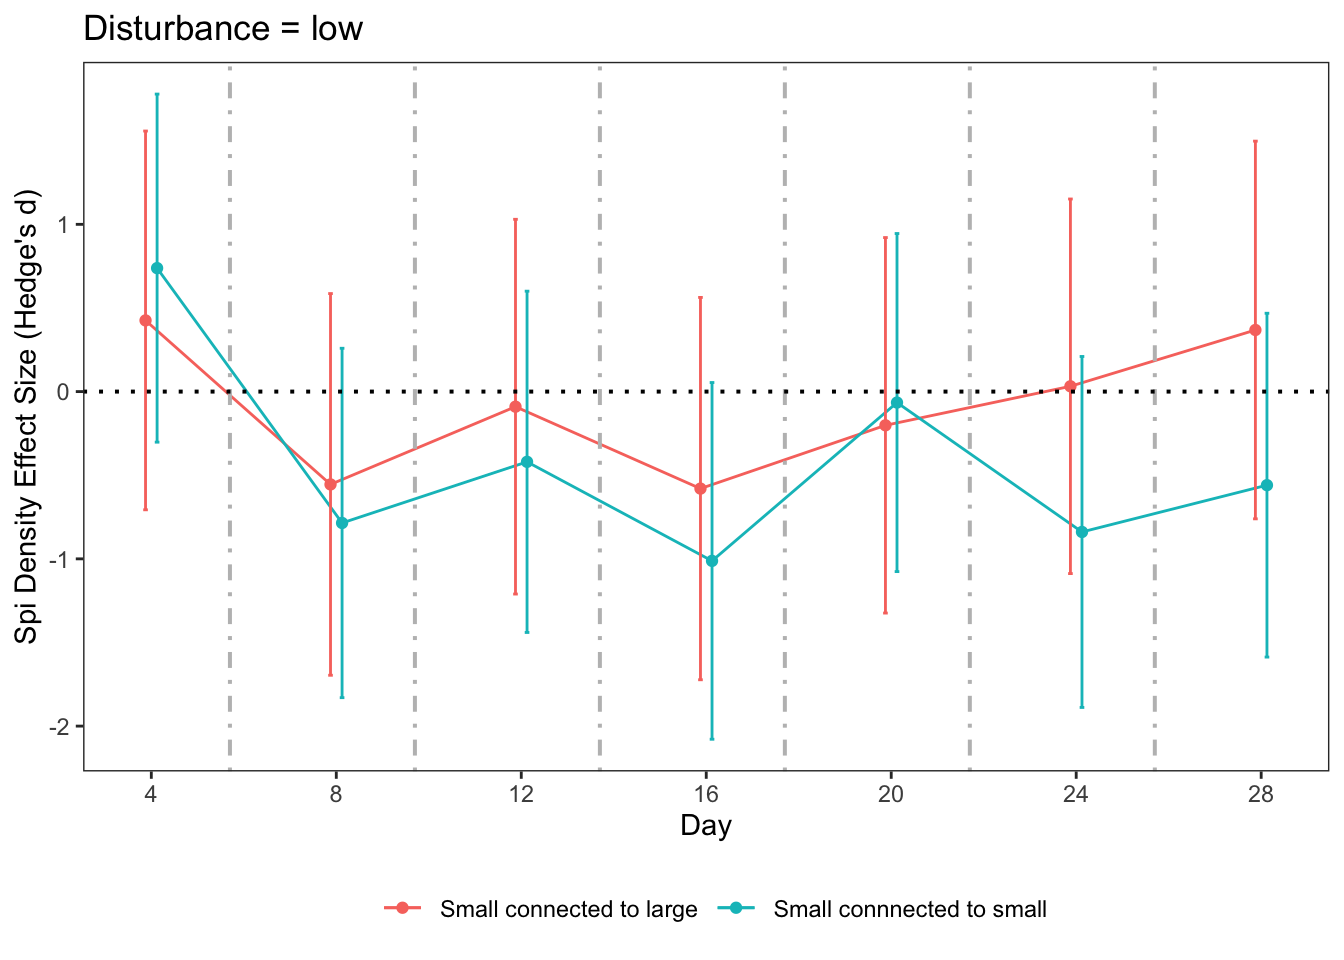 Disturbance = low
Spi Density Effect Size (Hedge's d)
1
0
-1
-2
4 8 12 16 20 24 28
Day
Small connected to large Small connnected to small